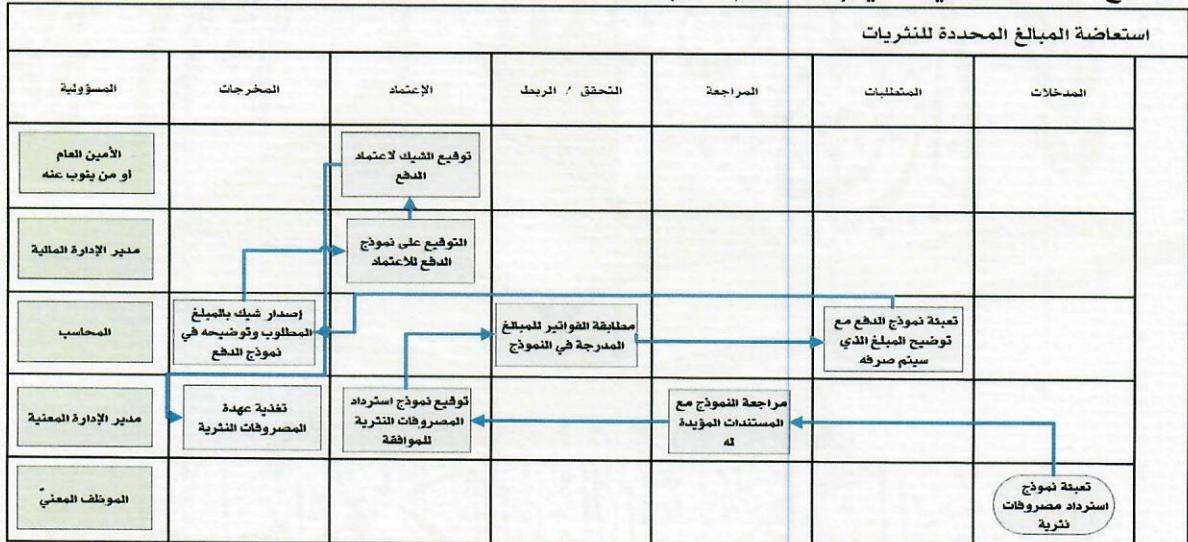 استعاضة المبالغ المحددة للنثريات
المدخلات
المتطلبات
المراجعة
التحقق / الربط
الإعتماد
المخرجات
المسؤولية
توقيع الشيك لاعتماد
الدفع
الأمين العام
او من ينوب عنه
التوقيع على نموذج
الدفع للاعتماد
مدير الإدارة المالية
تعبئة نموذج الدفع مع
توضيح المبلغ الذي
سيتم صرفه
مطابقة الفواتير للمبالغ
المدرجة في النموذج
إصدار شيك بالمبلغ
المطلوب وتوضيحه في
نموذج الدفع
المحاسب
مراجعة النموذج مع
المستندات المؤيدة
له
توقيع نموذج استرداد
المصروفات النثرية
للموافقة
تغذية عهدة
المصروفات النثرية
مدير الإدارة المعنية
تعبئة نموذج
استرداد مصروفات
نثرية
الموظف المعنيّ